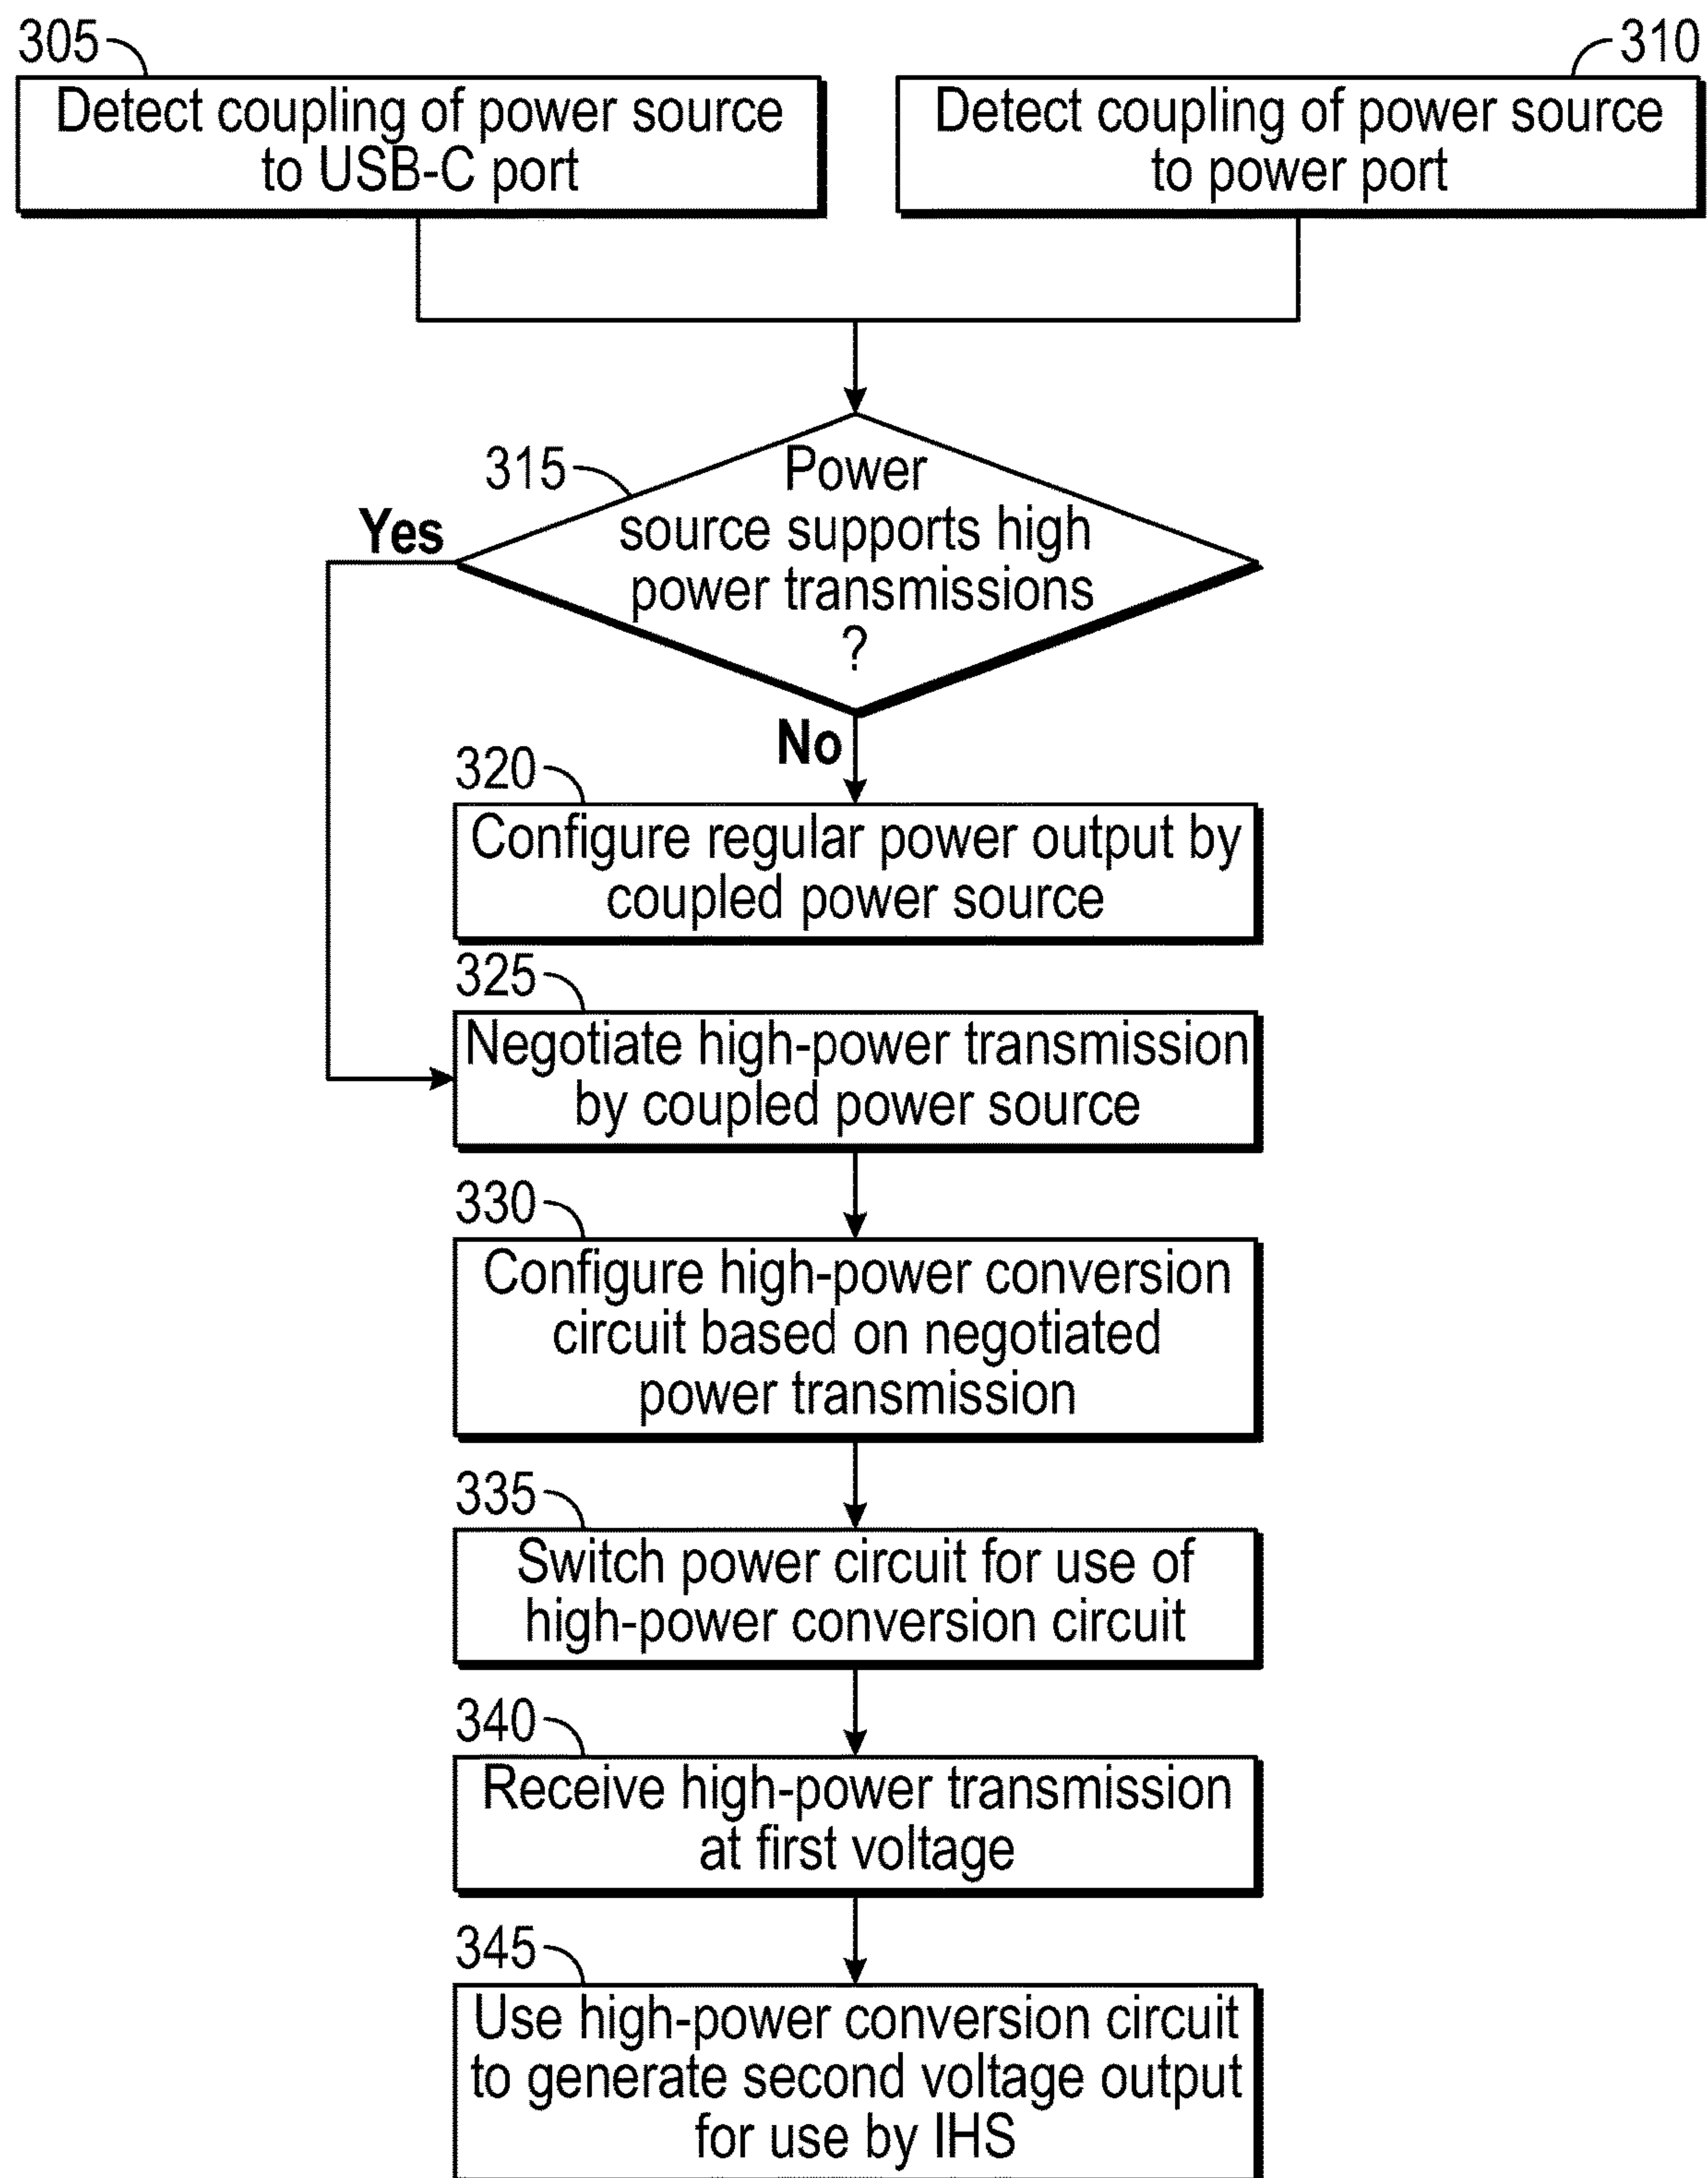 305
Detect coupling of power source
to USB-C port
310
Detect coupling of power source
to power port
315
Power
source supports high
power transmissions
?
Yes
No
320
Configure regular power output by
coupled power source
325
Negotiate high-power transmission
by coupled power source
330
Configure high-power conversion
circuit based on negotiated
power transmission
335
Switch power circuit for use of
high-power conversion circuit
340
Receive high-power transmission
at first voltage
345
Use high-power conversion circuit
to generate second voltage output
for use by IHS